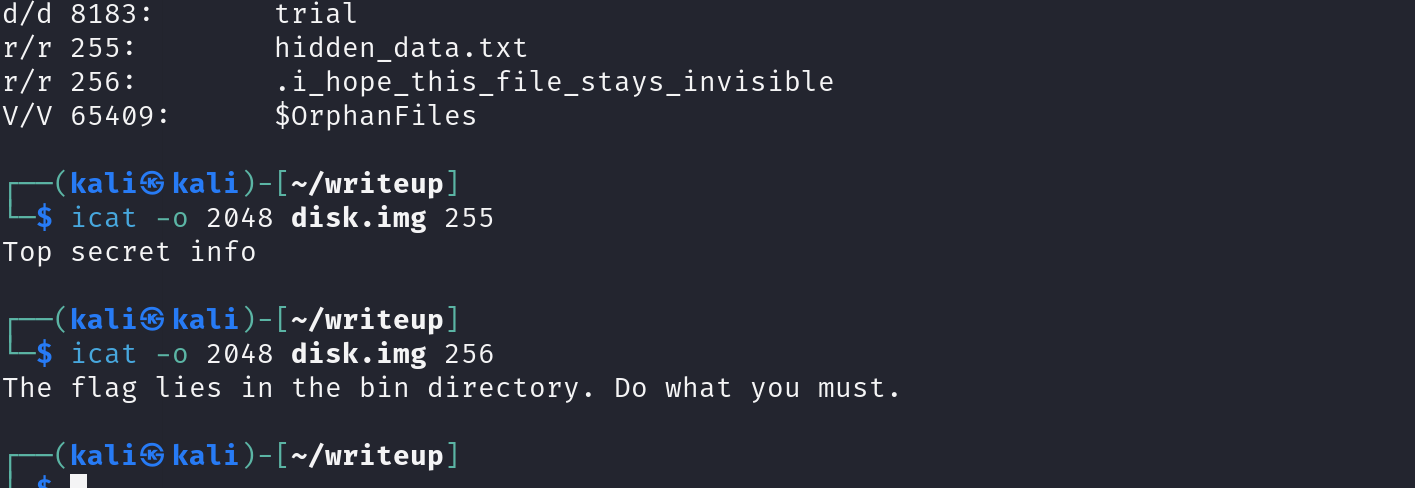 d/d 8183: trial
r/r 255: hidden_data.txt
r/r 256: .i_hope_this_file_stays_invisible
V/V 65409: $OrphanFiles
┌──(kali㉿kali)-[~/writeup]
└─$ icat -o 2048 disk.img 255
Top secret info
┌──(kali㉿kali)-[~/writeup]
└─$ icat -o 2048 disk.img 256
The flag lies in the bin directory. Do what you must.
┌──(kali㉿kali)-[~/writeup]
└─$